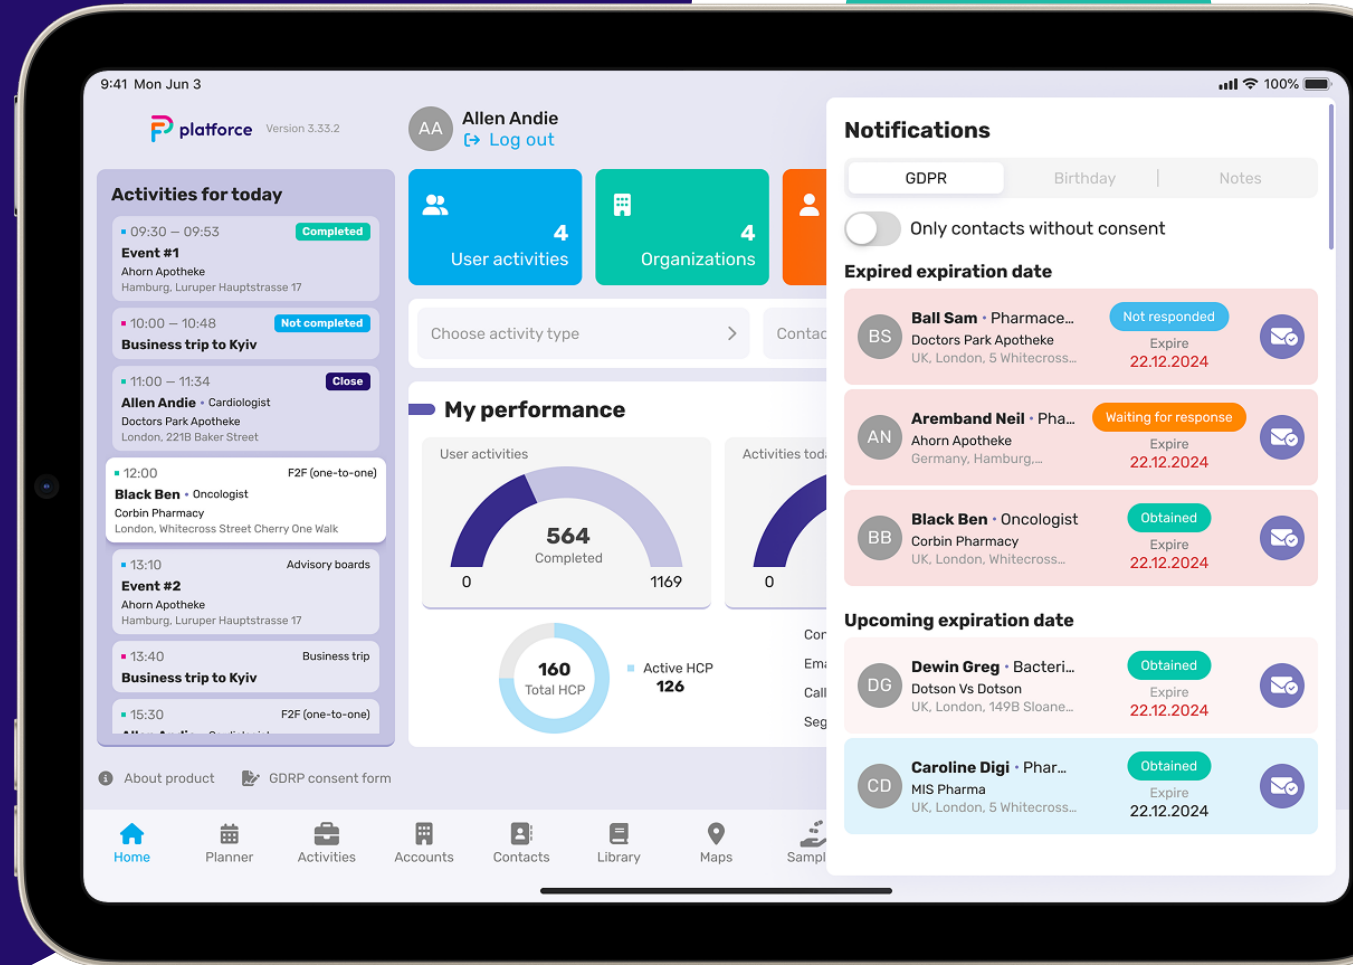 9:41 Mon Jun 3
100%
platforce Version 3.33.2
AA
Allen Andie
Log out
Activities for today
09:30 — 09:53 Completed
Event #1
Ahorn Apotheke
Hamburg, Luruper Hauptstrasse 17
10:00 — 10:48 Not completed
Business trip to Kyiv
11:00 — 11:34 Close
Allen Andie • Cardiologist
Doctors Park Apotheke
London, 221B Baker Street
12:00 F2F (one-to-one)
Black Ben • Oncologist
Corbin Pharmacy
London, Whitecross Street Cherry One Walk
13:10 Advisory boards
Event #2
Ahorn Apotheke
Hamburg, Luruper Hauptstrasse 17
13:40 Business trip
Business trip to Kyiv
15:30 F2F (one-to-one)
4
User activities
4
Organizations
Choose activity type
Contac
My performance
User activities
564
Completed
0 1169
Activities toda
0
160
Total HCP
Active HCP
126
Con
Ema
Call
Seg
Notifications
GDPR Birthday | Notes
Only contacts without consent
Expired expiration date
BS
Ball Sam • Pharmace...
Doctors Park Apotheke
UK, London, 5 Whitecross...
Not responded
Expire
22.12.2024
AN
Aremband Neil • Pha...
Ahorn Apotheke
Germany, Hamburg,...
Waiting for response
Expire
22.12.2024
BB
Black Ben • Oncologist
Corbin Pharmacy
UK, London, Whitecross...
Obtained
Expire
22.12.2024
Upcoming expiration date
DG
Dewin Greg • Bacteri...
Dotson Vs Dotson
UK, London, 149B Sloane...
Obtained
Expire
22.12.2024
CD
Caroline Digi • Phar...
MIS Pharma
UK, London, 5 Whitecross...
Obtained
Expire
22.12.2024
About product
GDRP consent form
Home
Planner
Activities
Accounts
Contacts
Library
Maps
Sampl